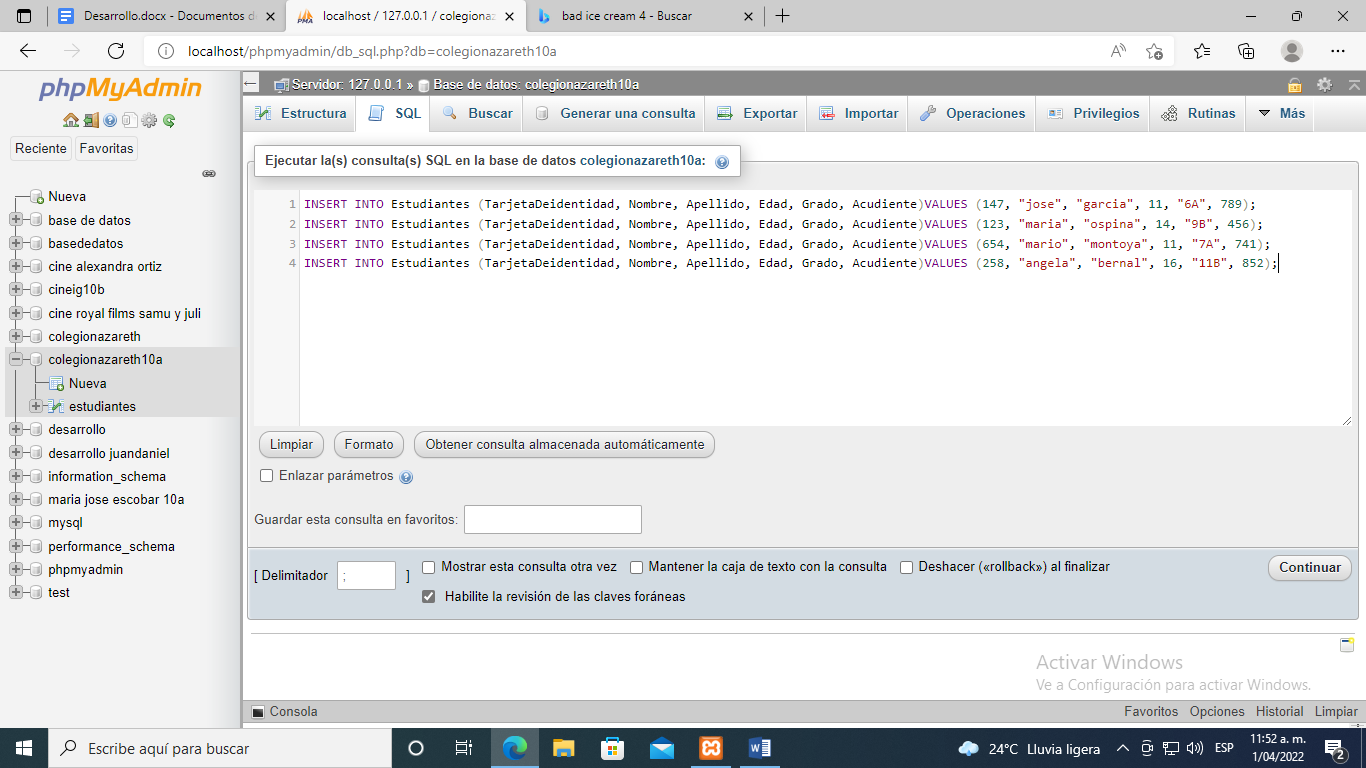 Desarrollo.docx - Documentos d
localhost / 127.0.0.1 / colegionaz
bad ice cream 4 - Buscar
localhost/phpmyadmin/db_sql.php?db=colegionazareth10a
phpMyAdmin
Reciente
Favoritas
Nueva
base de datos
basededatos
cine alexandra ortiz
cineig10b
cine royal films samu y juli
colegionazareth
colegionazareth10a
Nueva
estudiantes
desarrollo
desarrollo juandaniel
information_schema
maria jose escobar 10a
mysql
performance_schema
phpmyadmin
test
Servidor: 127.0.0.1 » Base de datos: colegionazareth10a
Estructura
SQL
Buscar
Generar una consulta
Exportar
Importar
Operaciones
Privilegios
Rutinas
Más
Ejecutar la(s) consulta(s) SQL en la base de datos colegionazareth10a:
1 INSERT INTO Estudiantes (TarjetaDeidentidad, Nombre, Apellido, Edad, Grado, Acudiente)VALUES (147, "jose", "garcia", 11, "6A", 789);
2 INSERT INTO Estudiantes (TarjetaDeidentidad, Nombre, Apellido, Edad, Grado, Acudiente)VALUES (123, "maria", "ospina", 14, "9B", 456);
3 INSERT INTO Estudiantes (TarjetaDeidentidad, Nombre, Apellido, Edad, Grado, Acudiente)VALUES (654, "mario", "montoya", 11, "7A", 741);
4 INSERT INTO Estudiantes (TarjetaDeidentidad, Nombre, Apellido, Edad, Grado, Acudiente)VALUES (258, "angela", "bernal", 16, "11B", 852);
Limpiar
Formato
Obtener consulta almacenada automáticamente
Enlazar parámetros
Guardar esta consulta en favoritos:
[ Delimitador ; ]
Mostrar esta consulta otra vez
Mantener la caja de texto con la consulta
Deshacer («rollback») al finalizar
Continuar
Habilite la revisión de las claves foráneas
Activar Windows
Ve a Configuración para activar Windows.
Consola
Favoritos
Opciones
Historial
Limpiar
Escribe aquí para buscar
24°C Lluvia ligera
ESP
11:52 a. m.
1/04/2022
2